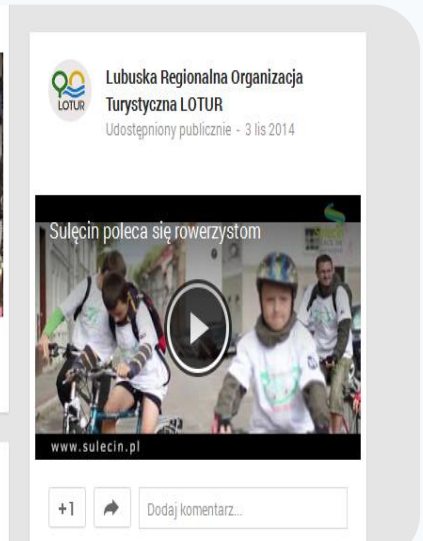 LOTUR
Lubuska Regionalna Organizacja
Turystyczna LOTUR
Udostępniony publicznie - 3 lis 2014
Sulęcin poleca się rowerzystom
www.sulecin.pl
+1
Dodaj komentarz...